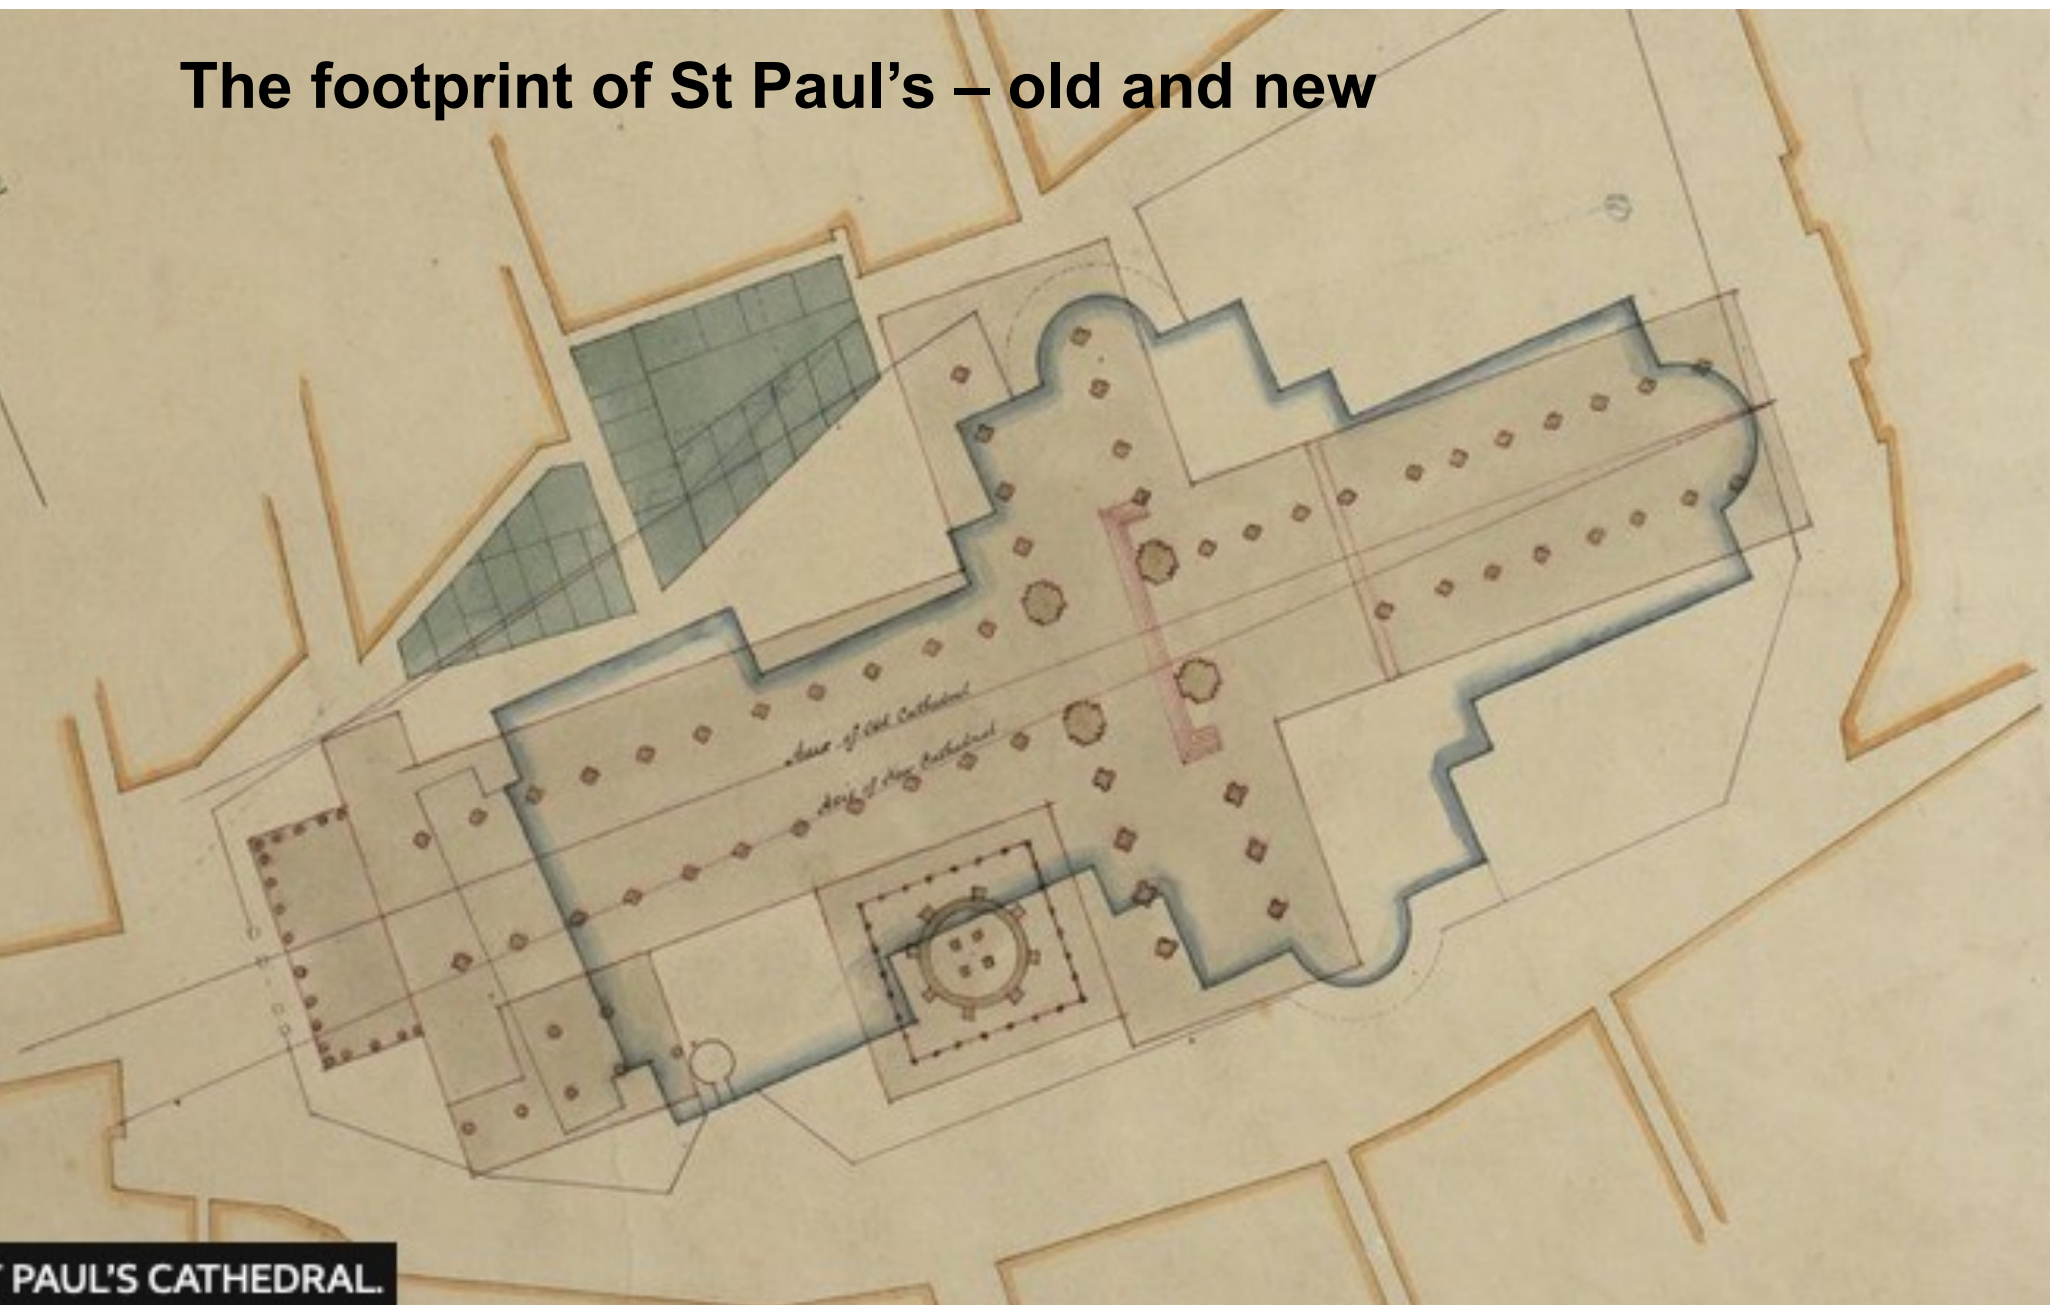 The footprint of St Paul’s – old and new
Axis of Old Cathedral
Axis of New Cathedral
PAUL'S CATHEDRAL.